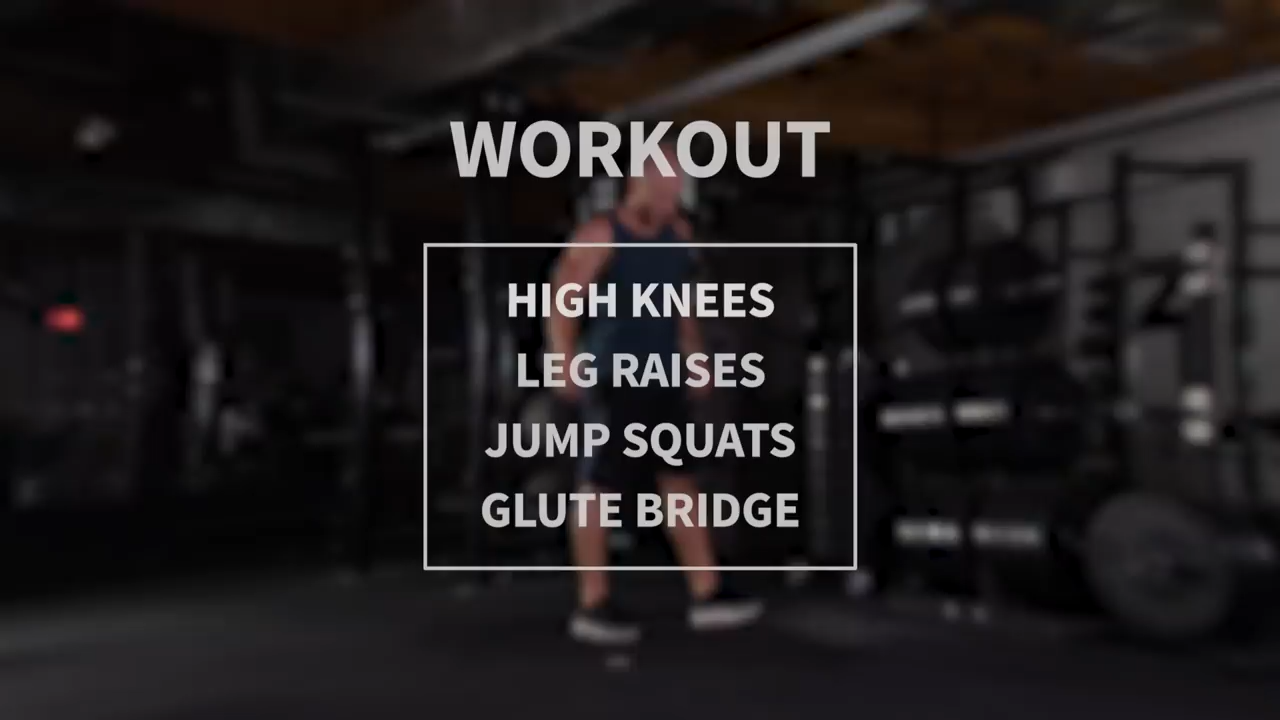 WORKOUT
HIGH KNEES
LEG RAISES
JUMP SQUATS
GLUTE BRIDGE